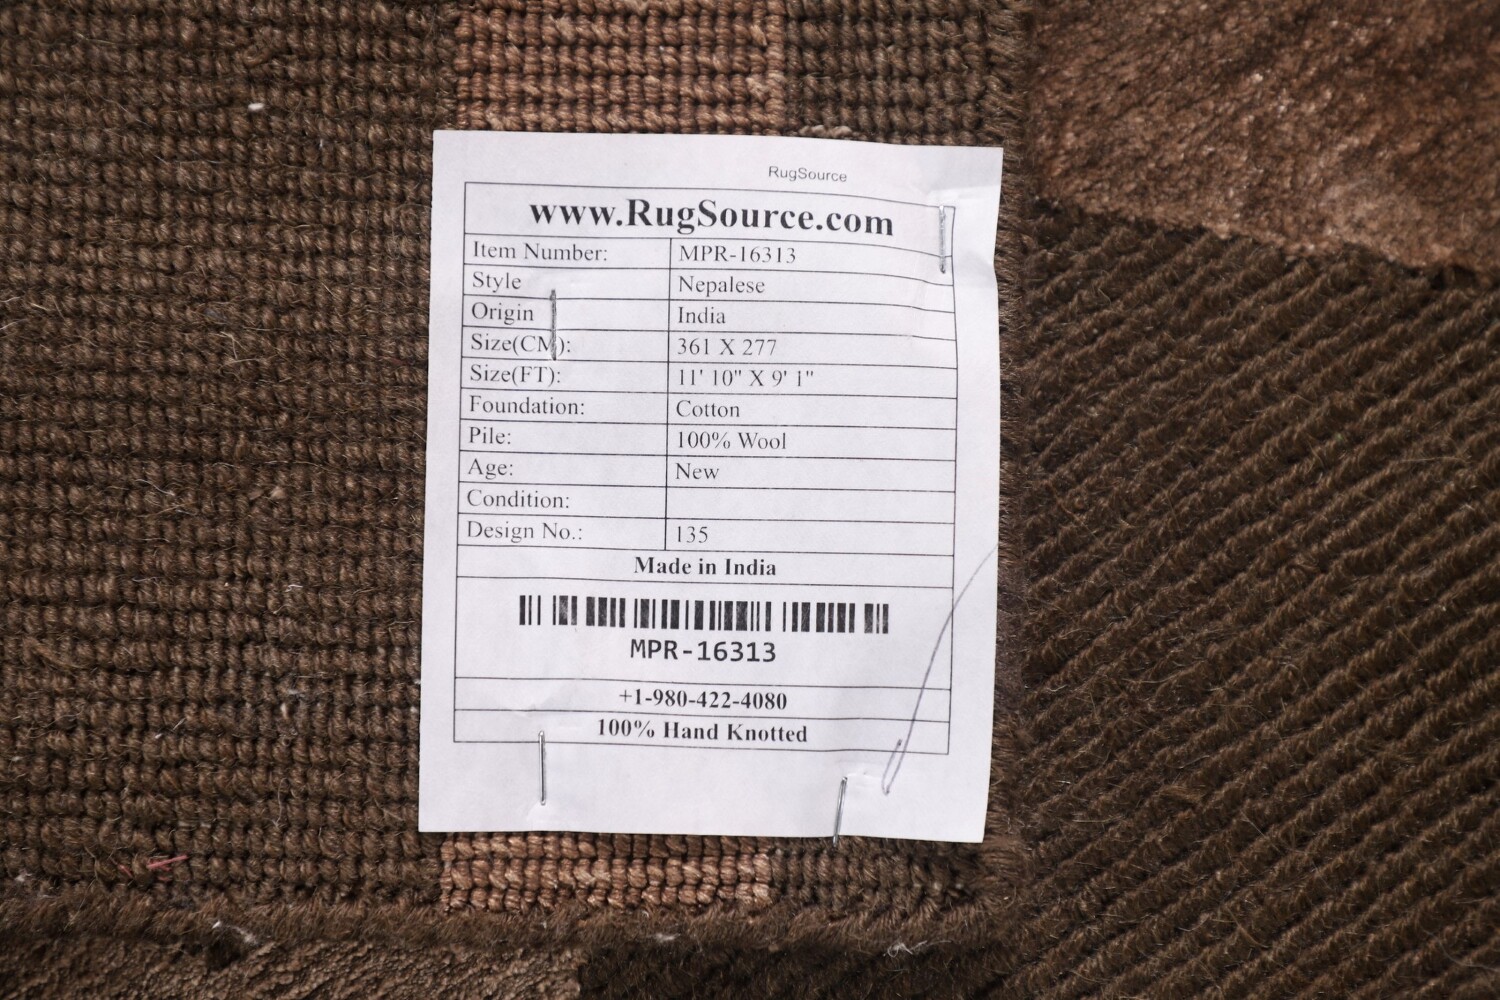 RugSource
www.RugSource.com
Item Number: MPR-16313
Style Nepalese
Origin India
Size(CM): 361 X 277
Size(FT): 11' 10" X 9' 1"
Foundation: Cotton
Pile: 100% Wool
Age: New
Condition:
Design No.: 135
Made in India
MPR-16313
+1-980-422-4080
100% Hand Knotted